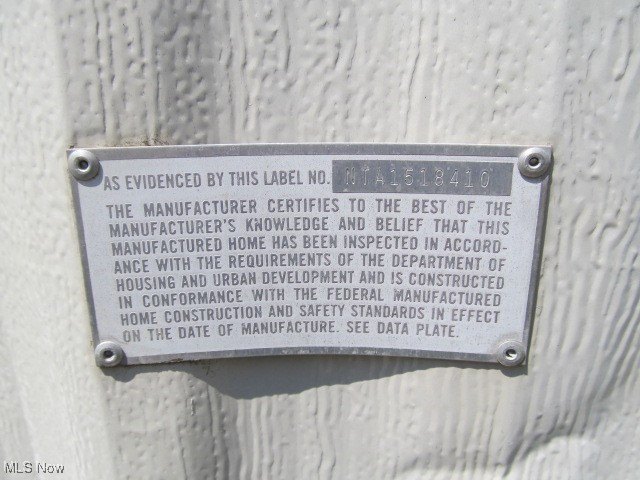 AS EVIDENCED BY THIS LABEL NO. NTA1518410
THE MANUFACTURER CERTIFIES TO THE BEST OF THE
MANUFACTURER'S KNOWLEDGE AND BELIEF THAT THIS
MANUFACTURED HOME HAS BEEN INSPECTED IN ACCORD-
ANCE WITH THE REQUIREMENTS OF THE DEPARTMENT OF
HOUSING AND URBAN DEVELOPMENT AND IS CONSTRUCTED
IN CONFORMANCE WITH THE FEDERAL MANUFACTURED
HOME CONSTRUCTION AND SAFETY STANDARDS IN EFFECT
ON THE DATE OF MANUFACTURE. SEE DATA PLATE.
MLS Now